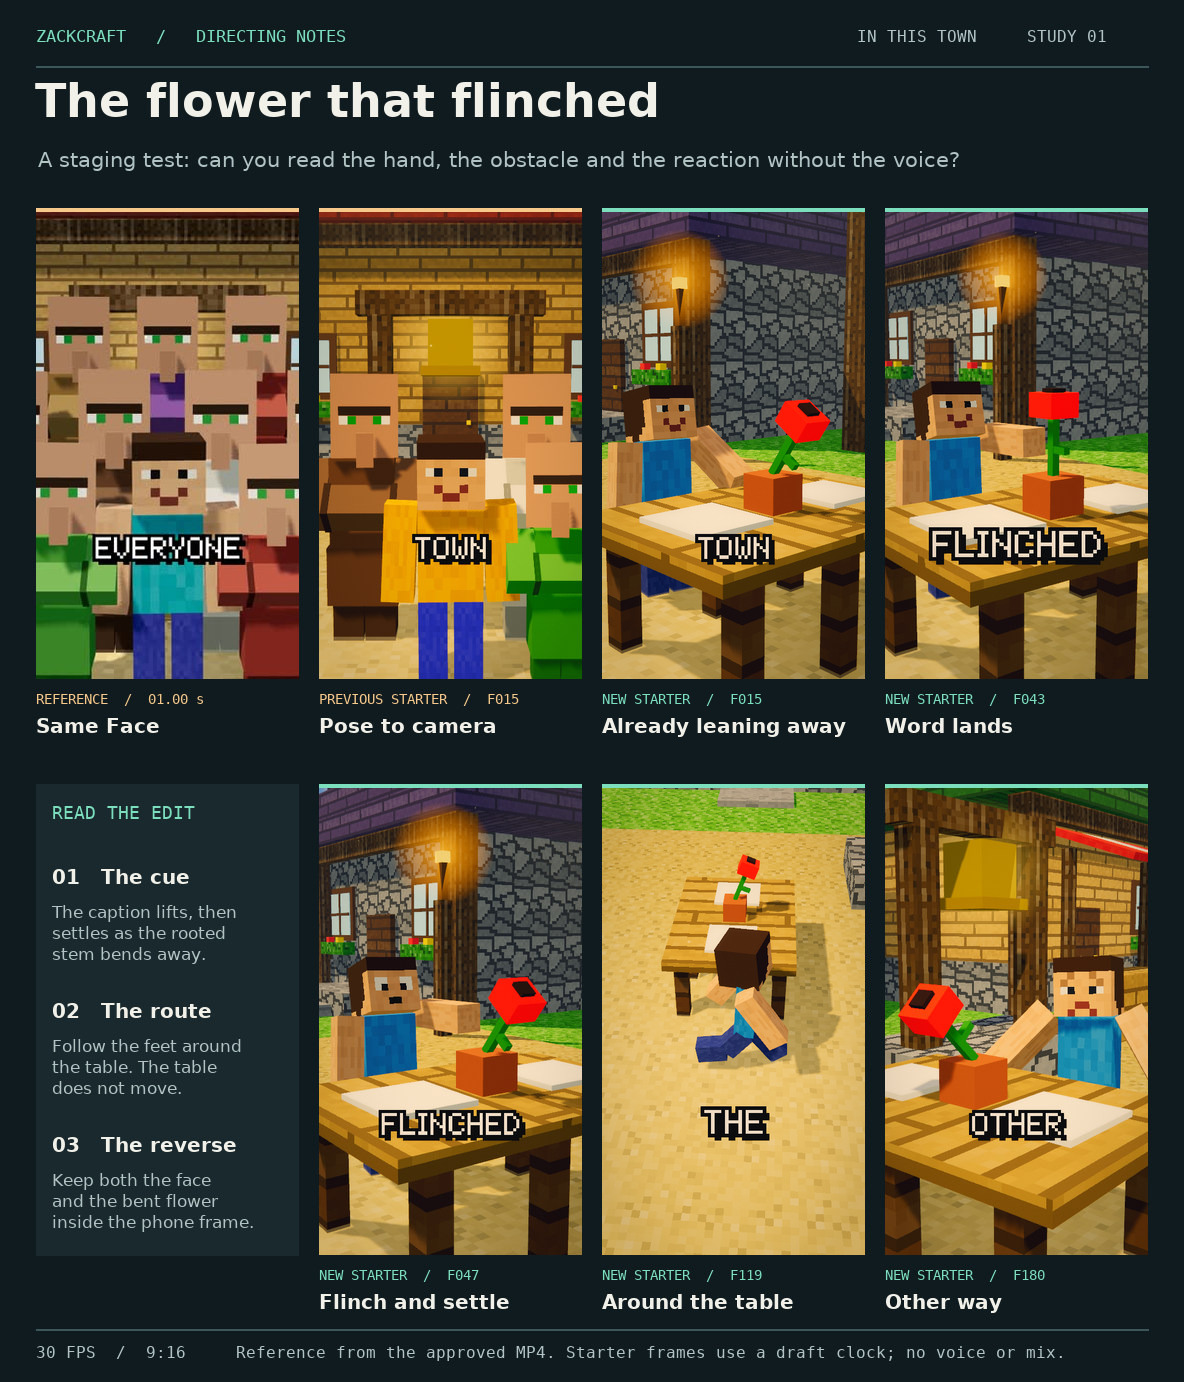 ZACKCRAFT / DIRECTING NOTES
IN THIS TOWN STUDY 01
The flower that flinched
A staging test: can you read the hand, the obstacle and the reaction without the voice?
EVERYONE
TOWN
TOWN
FLINCHED
REFERENCE / 01.00 s
Same Face
PREVIOUS STARTER / F015
Pose to camera
NEW STARTER / F015
Already leaning away
NEW STARTER / F043
Word lands
READ THE EDIT
01 The cue
The caption lifts, then
settles as the rooted
stem bends away.
02 The route
Follow the feet around
the table. The table
does not move.
03 The reverse
Keep both the face
and the bent flower
inside the phone frame.
FLINCHED
THE
OTHER
NEW STARTER / F047
Flinch and settle
NEW STARTER / F119
Around the table
NEW STARTER / F180
Other way
30 FPS / 9:16 Reference from the approved MP4. Starter frames use a draft clock; no voice or mix.